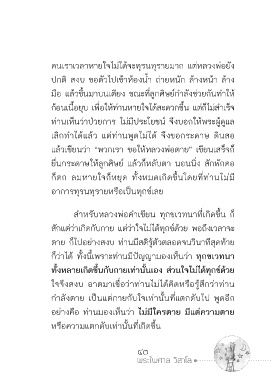 คนเราเวลาหายใจไม่ได้จะทุรนทุรายมาก แต่หลวงพ่อยัง
ปกติ สงบ ขอตัวไปเข้าห้องน้ำ ถ่ายหนัก ล้างหน้า ล้าง
มือ แล้วขึ้นมาบนเตียง ขณะที่ลูกศิษย์กำลังช่วยกันทำให้
ก้อนเนื้อยุบ เพื่อให้ท่านหายใจได้สะดวกขึ้น แต่ก็ไม่สำเร็จ
ท่านเห็นว่าป่วยการ ไม่มีประโยชน์ จึงบอกให้พระผู้ดูแล
เลิกทำได้แล้ว แต่ท่านพูดไม่ได้ จึงขอกระดาษ ดินสอ
แล้วเขียนว่า “พวกเรา ขอให้หลวงพ่อตาย” เขียนเสร็จก็
ยื่นกระดาษให้ลูกศิษย์ แล้วก็หลับตา นอนนิ่ง สักพักคอ
ก็ตก ลมหายใจก็หยุด ทั้งหมดเกิดขึ้นโดยที่ท่านไม่มี
อาการทุรนทุรายหรือเป็นทุกข์เลย
สำหรับหลวงพ่อคำเขียน ทุกขเวทนาที่เกิดขึ้น ก็
สักแต่ว่าเกิดกับกาย แต่ว่าใจไม่ได้ทุกข์ด้วย พอถึงเวลาจะ
ตาย ก็ไปอย่างสงบ ท่านมีสติรู้ตัวตลอดจนวินาทีสุดท้าย
ก็ว่าได้ ทั้งนี้เพราะท่านมีปัญญามองเห็นว่า ทุกขเวทนา
ทั้งหลายเกิดขึ้นกับกายเท่านั้นเอง ส่วนใจไม่ได้ทุกข์ด้วย
ใจจึงสงบ อาตมาเชื่อว่าท่านไม่ได้คิดหรือรู้สึกว่าท่าน
กำลังตาย เป็นแต่กายกับใจเท่านั้นที่แตกดับไป พูดอีก
อย่างคือ ท่านมองเห็นว่า ไม่มีใครตาย มีแต่ความตาย
หรือความแตกดับเท่านั้นที่เกิดขึ้น
๔๓
พระไพศาล วิสาโล